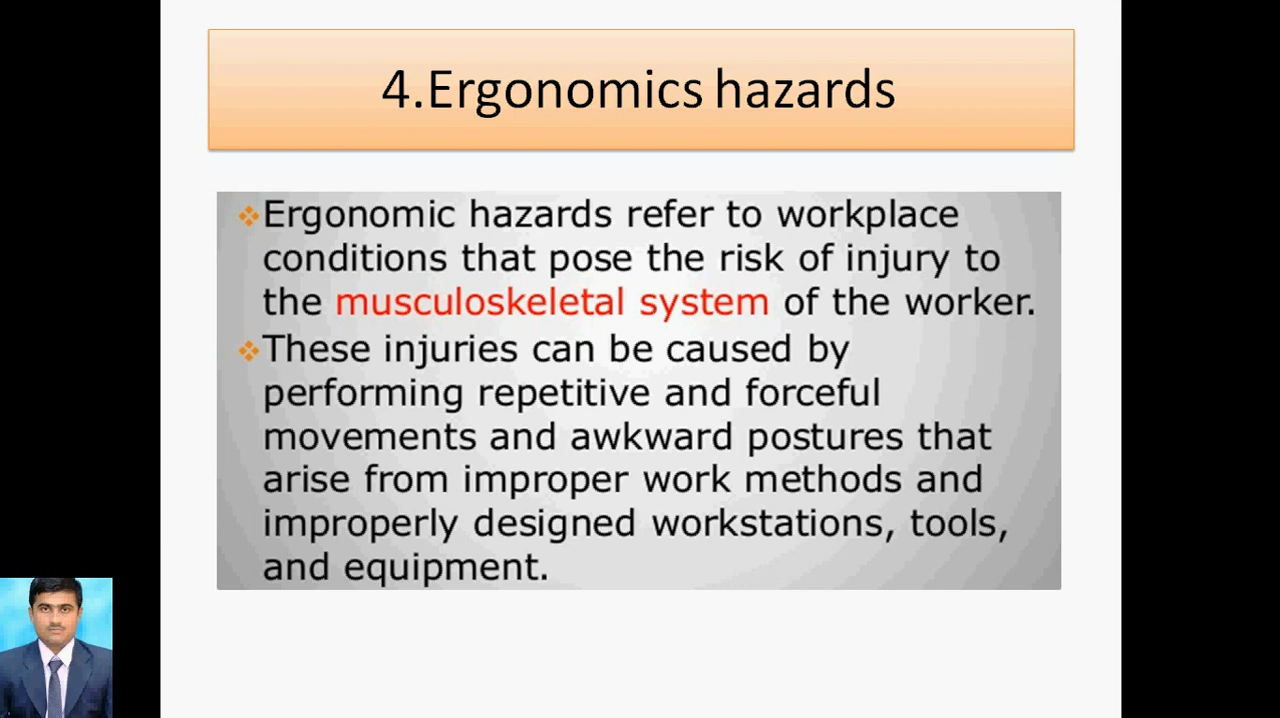 4.Ergonomics hazards
❖Ergonomic hazards refer to workplace
conditions that pose the risk of injury to
the musculoskeletal system of the worker.
❖These injuries can be caused by
performing repetitive and forceful
movements and awkward postures that
arise from improper work methods and
improperly designed workstations, tools,
and equipment.